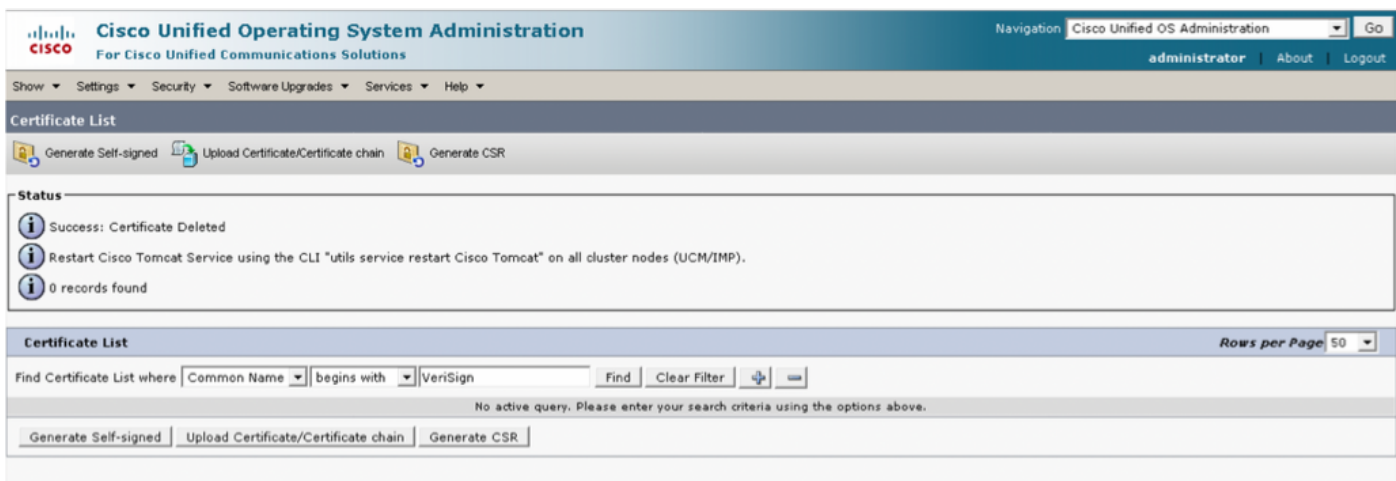 Cisco Unified Operating System Administration
Navigation Cisco Unified OS Administration Go
CISCO
For Cisco Unified Communications Solutions
administrator | About | Logout
Show Settings Security Software Upgrades Services Help
Certificate List
Generate Self-signed Upload Certificate/Certificate chain Generate CSR
Status
Success: Certificate Deleted
Restart Cisco Tomcat Service using the CLI "utils service restart Cisco Tomcat" on all cluster nodes (UCM/IMP).
0 records found
Certificate List Rows per Page 50
Find Certificate List where Common Name begins with VeriSign Find Clear Filter
No active query. Please enter your search criteria using the options above.
Generate Self-signed Upload Certificate/Certificate chain Generate CSR